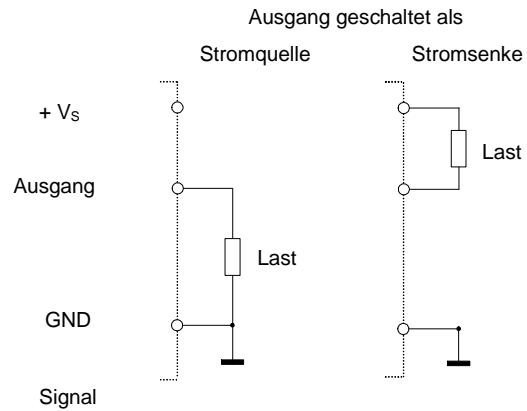 Ausgang geschaltet als
Stromquelle Stromsenke
+ VS
Last
Ausgang
Last
GND
Signal